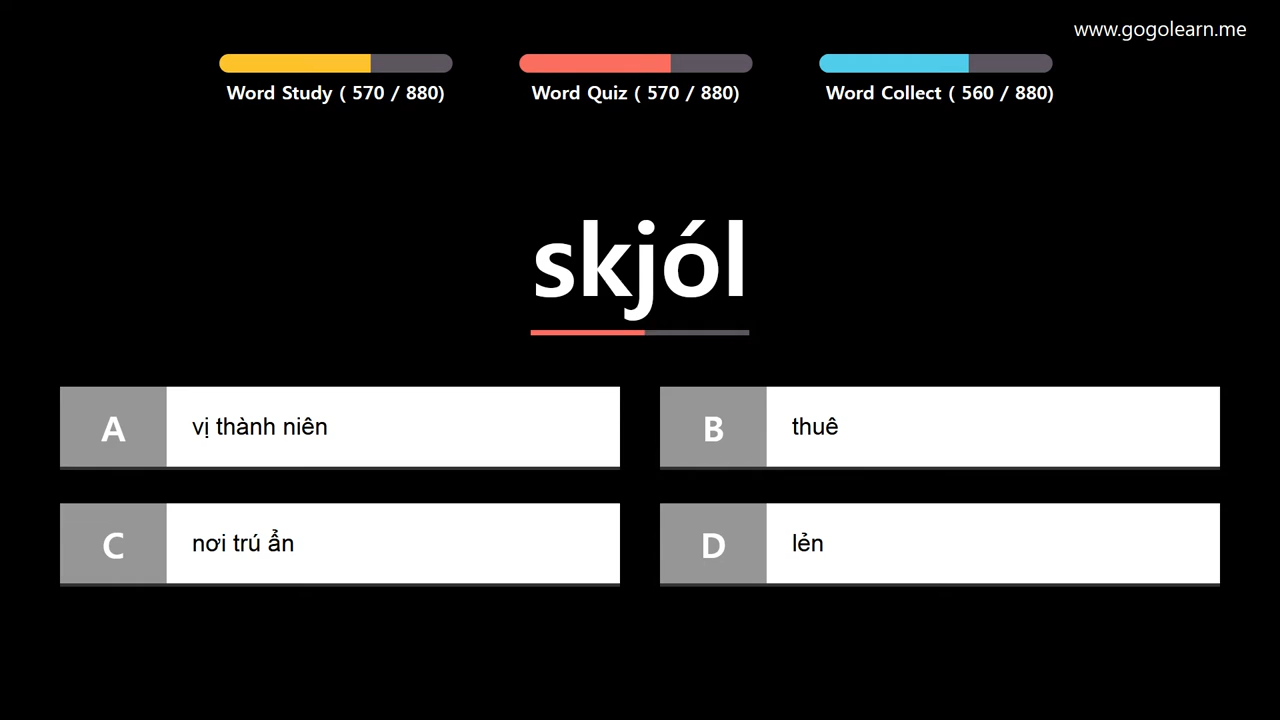 www.gogolearn.me
Word Study ( 570 / 880)
Word Quiz ( 570 / 880)
Word Collect ( 560 / 880)
skjól
A
vị thành niên
B
thuê
C
nơi trú ẩn
D
lẻn